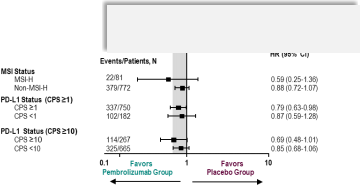 HR (95% CI)
Events/Patients, N
MSI Status
MSI-H 22/81 0.59 (0.25-1.36)
Non-MSI-H 379/772 0.88 (0.72-1.07)
PD-L1 Status (CPS ≥1)
CPS ≥1 337/750 0.79 (0.63-0.98)
CPS <1 102/182 0.87 (0.59-1.28)
PD-L1 Status (CPS ≥10)
CPS ≥10 114/267 0.69 (0.48-1.01)
CPS <10 325/665 0.85 (0.68-1.06)
0.1 1 10
Favors Favors
Pembrolizumab Group Placebo Group